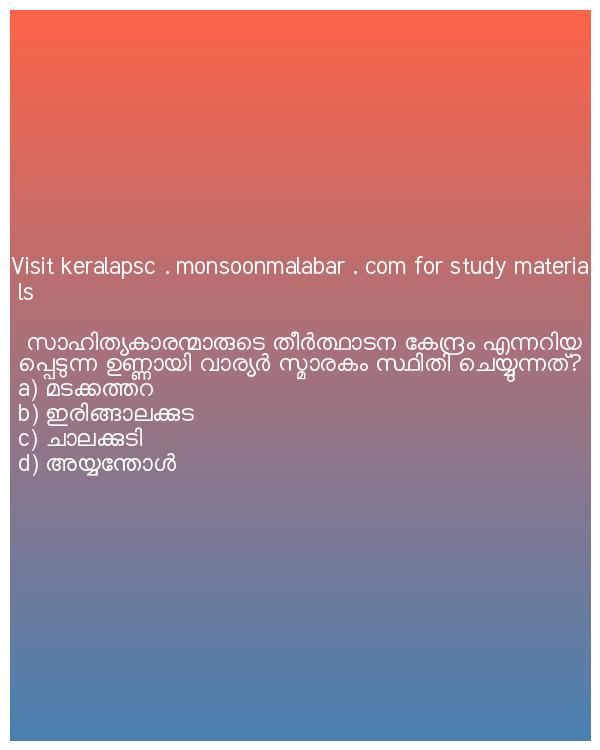 Visit keralapsc . monsoonmalabar . com for study materia
ls
സാഹിത്യകാരന്മാരുടെ തീർത്ഥാടന കേന്ദ്രം എന്നറിയ
പ്പെടുന്ന ഉണ്ണായി വാര്യർ സ്മാരകം സ്ഥിതി ചെയ്യുന്നത്?
a) മടക്കത്തറ
b) ഇരിങ്ങാലക്കുട
c) ചാലക്കുടി
d) അയ്യന്തോൾ